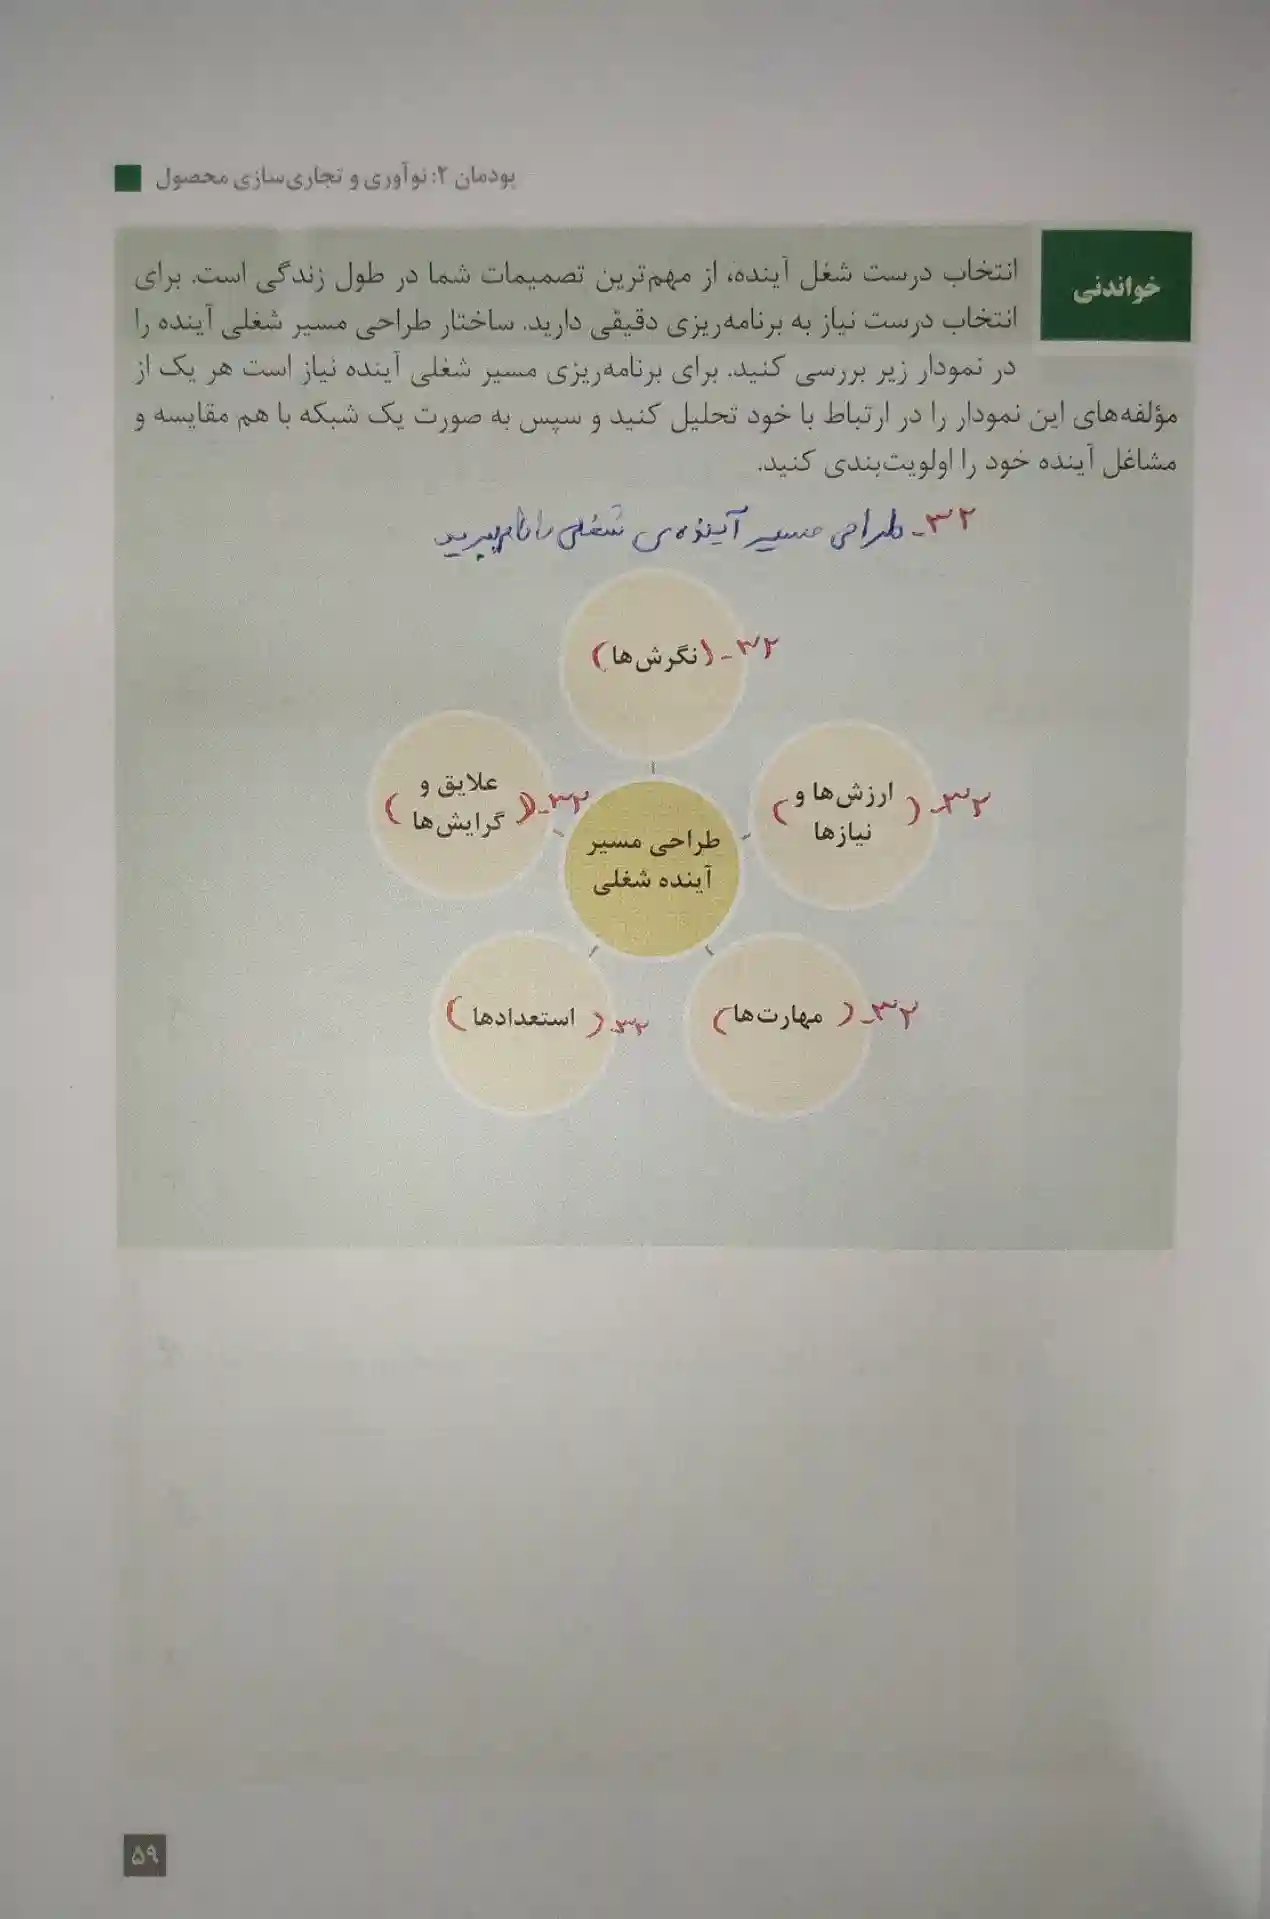 پودمان ۲: نوآوری و تجاری‌سازی محصول
خواندنی
انتخاب درست شغل آینده، از مهم‌ترین تصمیمات شما در طول زندگی است. برای
انتخاب درست نیاز به برنامه‌ریزی دقیقی دارید. ساختار طراحی مسیر شغلی آینده را
در نمودار زیر بررسی کنید. برای برنامه‌ریزی مسیر شغلی آینده نیاز است هر یک از
مؤلفه‌های این نمودار را در ارتباط با خود تحلیل کنید و سپس به صورت یک شبکه با هم مقایسه و
مشاغل آینده خود را اولویت‌بندی کنید.
۳۲- طراحی مسیر آینده‌ی شغلی را نام ببرید
۳۲- (نگرش‌ها)
۳۲- (ارزش‌ها و
نیازها)
۳۲- (علایق و
گرایش‌ها)
طراحی مسیر
آینده شغلی
۳۲- (مهارت‌ها)
۳۲- (استعدادها)
۵۹